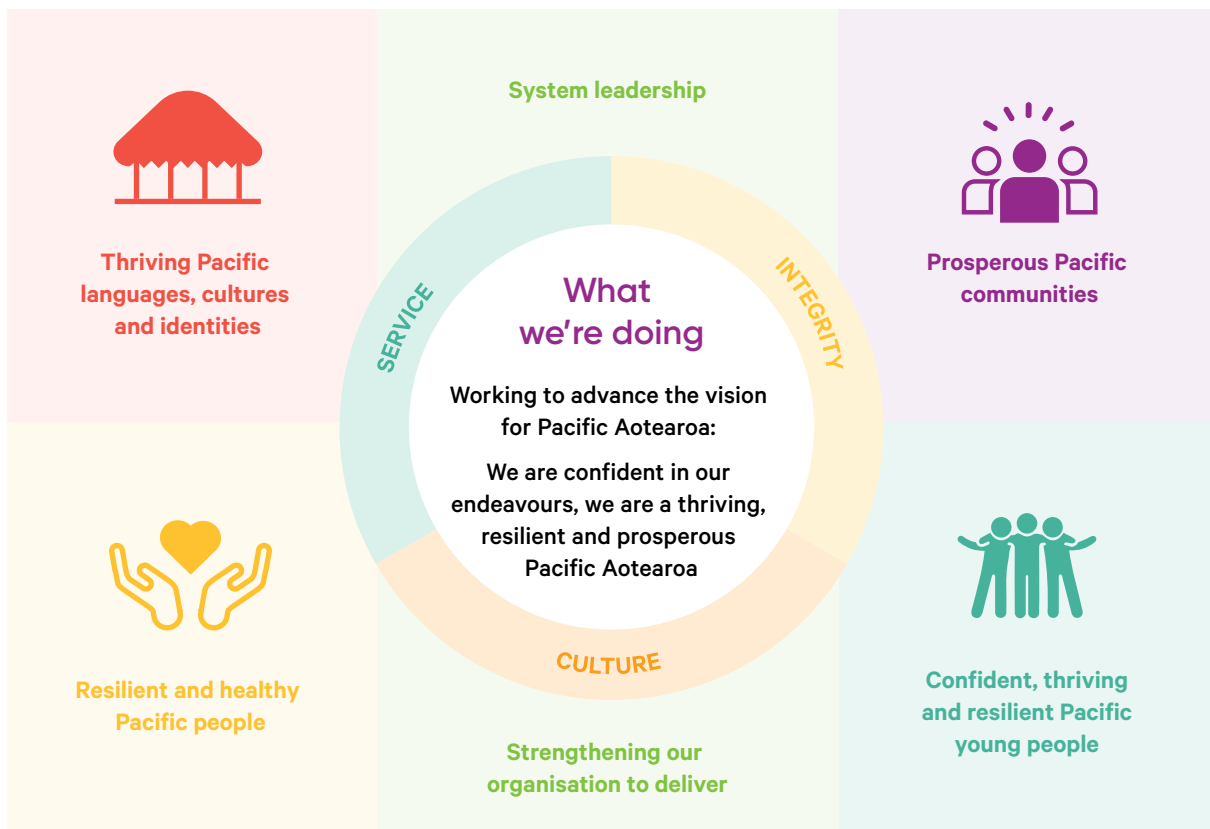 System leadership
Thriving Pacific
languages, cultures
and identities
Prosperous Pacific
communities
SERVICE
INTEGRITY
What
we’re doing
Working to advance the vision
for Pacific Aotearoa:
We are confident in our
endeavours, we are a thriving,
resilient and prosperous
Pacific Aotearoa
CULTURE
Resilient and healthy
Pacific people
Confident, thriving
and resilient Pacific
young people
Strengthening our
organisation to deliver